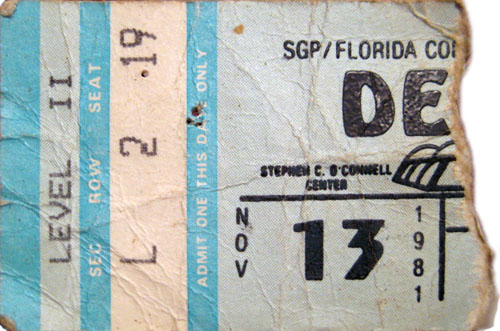 LEVEL II
SEC ROW SEAT
L 2 19
ADMIT ONE THIS DATE ONLY
SGP/FLORIDA CO
DE
STEPHEN C. O'CONNELL
CENTER
NOV 13 1981